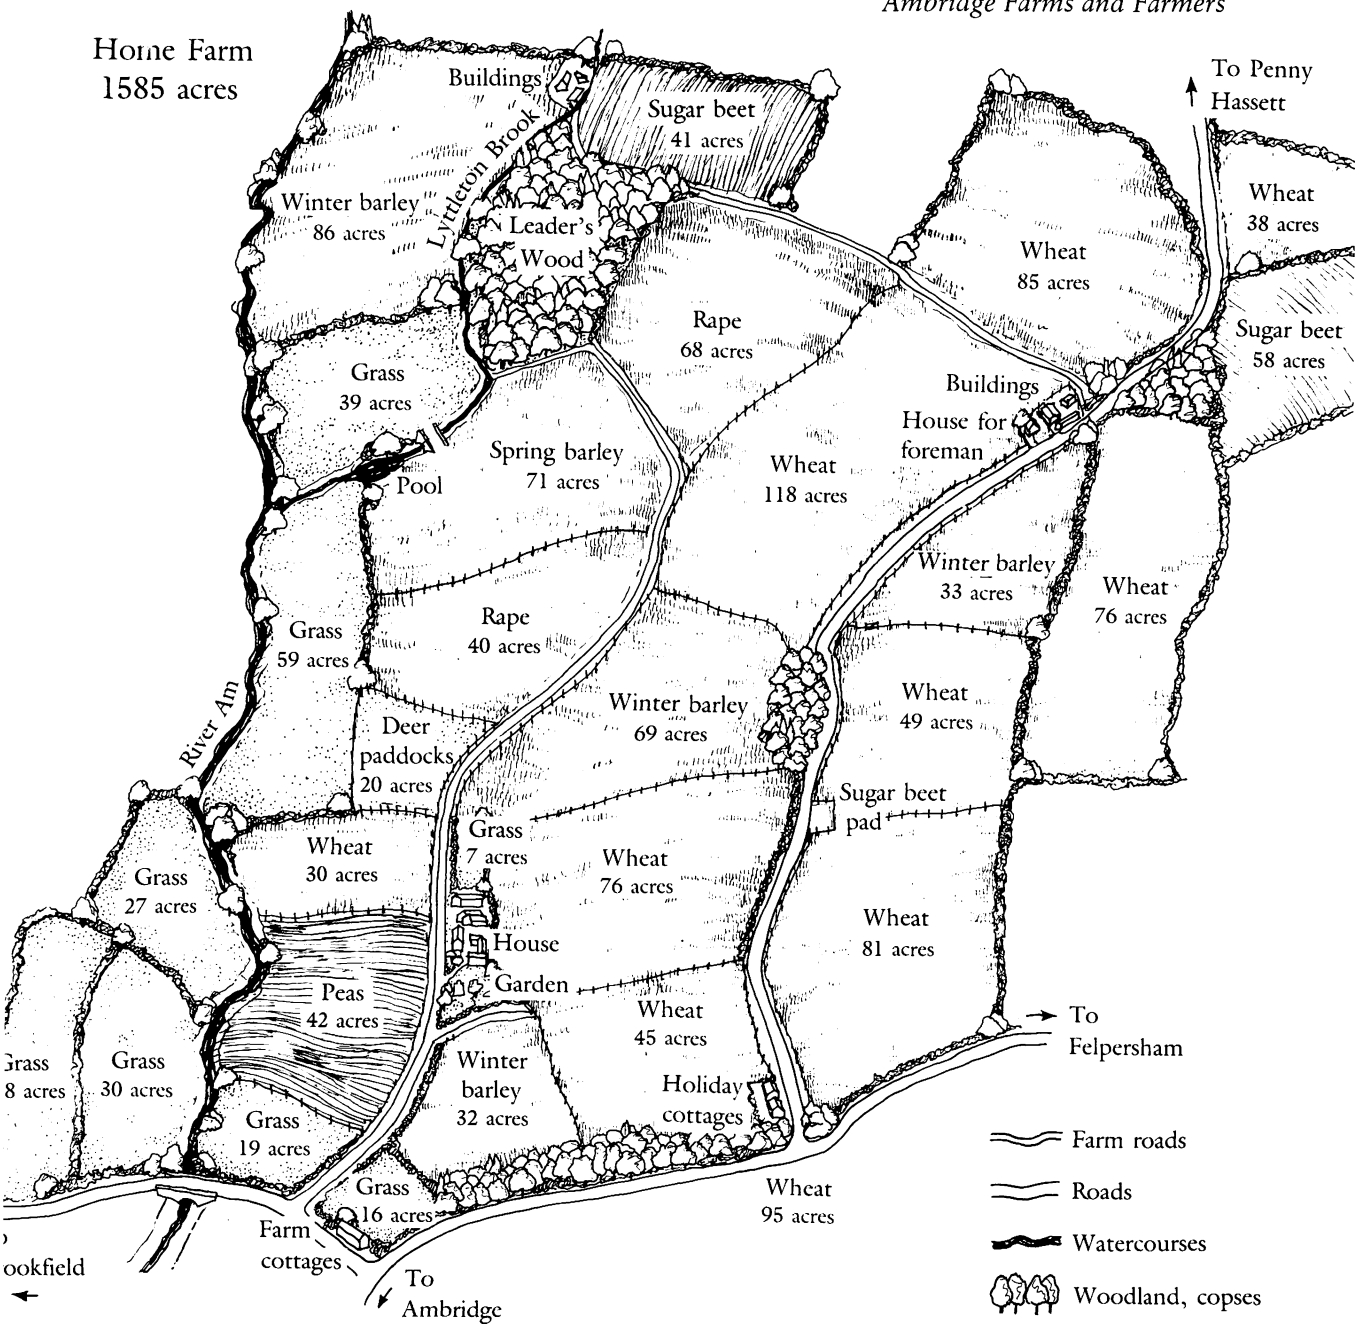 Ambridge Farms and Farmers
Home Farm
1585 acres
To Penny
Hassett
Buildings
Sugar beet
41 acres
Lyttleton Brook
Winter barley
86 acres
Leader's
Wood
Wheat
38 acres
Wheat
85 acres
Rape
68 acres
Sugar beet
58 acres
Grass
39 acres
Buildings
House for
foreman
Spring barley
71 acres
Wheat
118 acres
Pool
Winter barley
33 acres
Wheat
76 acres
Rape
40 acres
Grass
59 acres
River Am
Winter barley
69 acres
Wheat
49 acres
Deer
paddocks
20 acres
Sugar beet
pad
Grass
7 acres
Wheat
30 acres
Wheat
76 acres
Grass
27 acres
Wheat
81 acres
House
Garden
Peas
42 acres
Wheat
45 acres
To
Felpersham
Grass
8 acres
Grass
30 acres
Winter
barley
32 acres
Holiday
cottages
Grass
19 acres
Farm roads
Grass
16 acres
Wheat
95 acres
Roads
Farm
cottages
Watercourses
ookfield
To
Ambridge
Woodland, copses